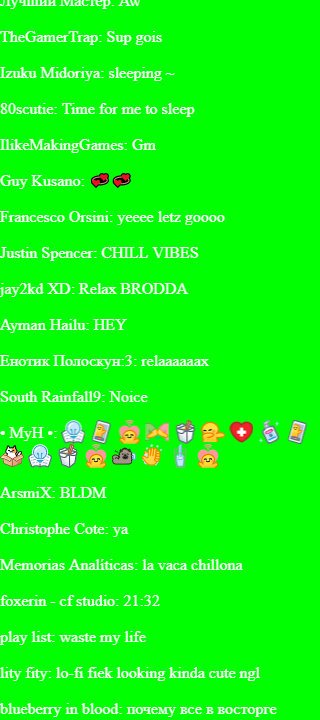 Лучший Мастер: Aw
TheGamerTrap: Sup gois
Izuku Midoriya: sleeping ~
80scutie: Time for me to sleep
IlikeMakingGames: Gm
Guy Kusano: 💞💞
Francesco Orsini: yeeee letz goooo
Justin Spencer: CHILL VIBES
jay2kd XD: Relax BRODDA
Ayman Hailu: HEY
Енотик Полоскун:3: relaaaaaax
South Rainfall9: Noice
• MyH •:
ArsmiX: BLDM
Christophe Cote: ya
Memorias Analíticas: la vaca chillona
foxerin - cf studio: 21:32
play list: waste my life
lity fity: lo-fi fiek looking kinda cute ngl
blueberry in blood: почему все в восторге